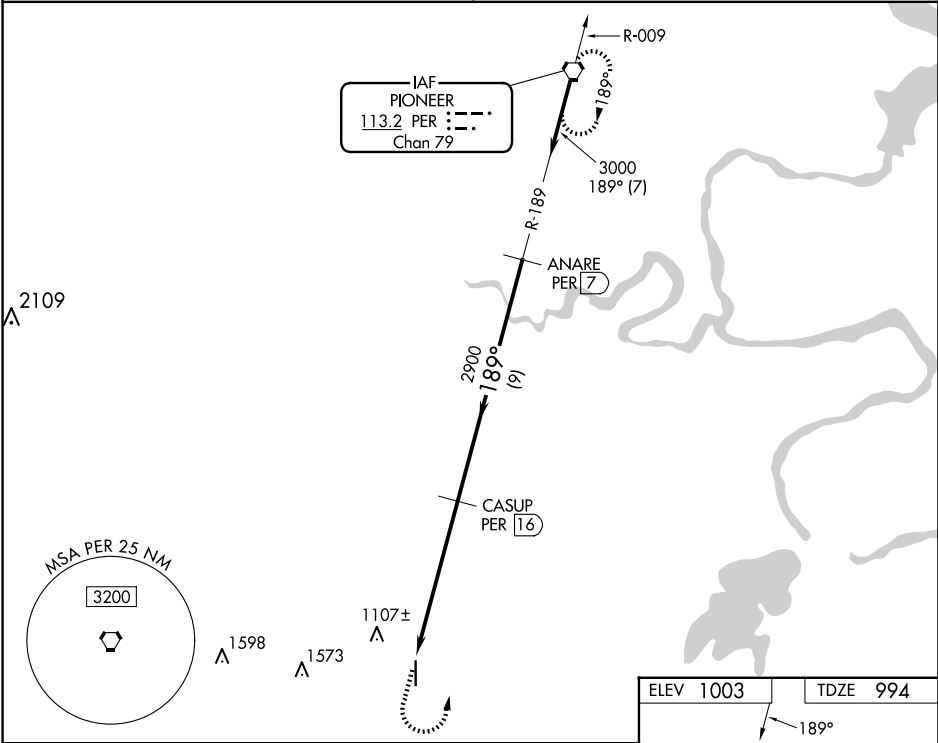 R-009
IAF
PIONEER
113.2 PER
Chan 79
189°
3000
189° (7)
R-189
ANARE
PER 7
2109
2900
189°
(9)
CASUP
PER 16
MSA PER 25 NM
3200
1598
1573
1107±
ELEV 1003
TDZE 994
189°